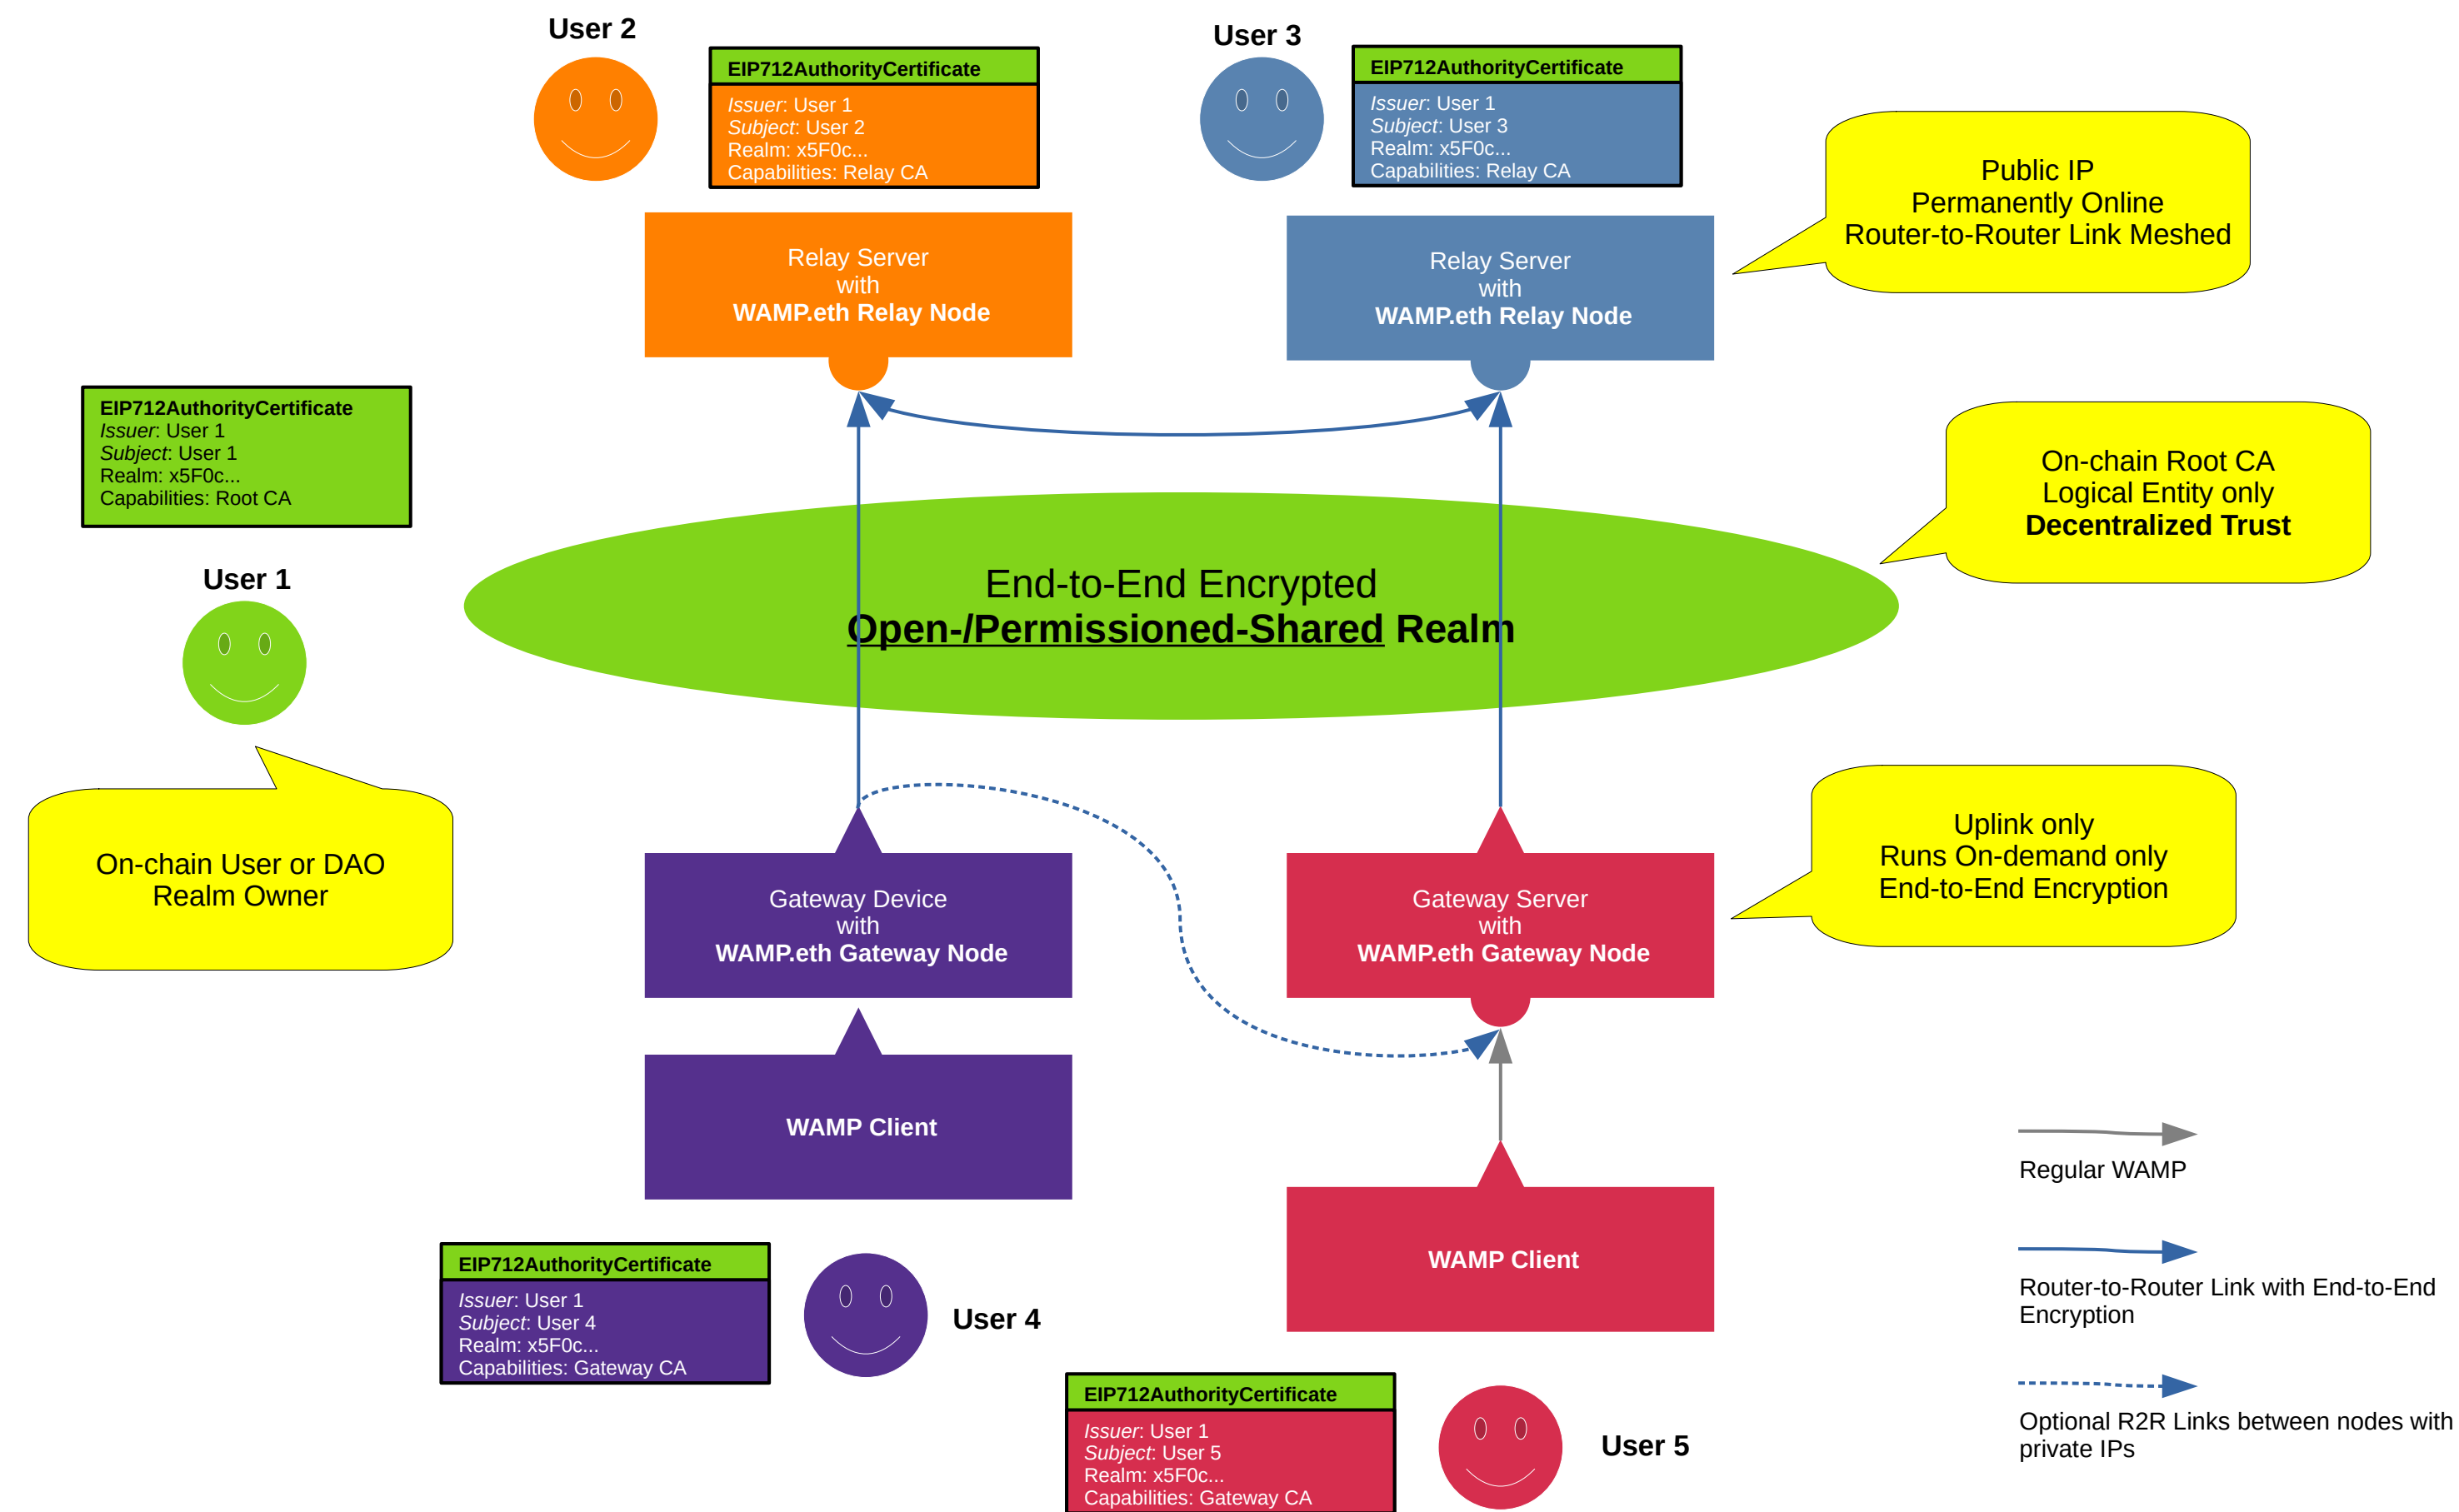 User 2
EIP712AuthorityCertificate
Issuer: User 1
Subject: User 2
Realm: x5F0c...
Capabilities: Relay CA
User 3
EIP712AuthorityCertificate
Issuer: User 1
Subject: User 3
Realm: x5F0c...
Capabilities: Relay CA
Public IP
Permanently Online
Router-to-Router Link Meshed
Relay Server
with
WAMP.eth Relay Node
Relay Server
with
WAMP.eth Relay Node
EIP712AuthorityCertificate
Issuer: User 1
Subject: User 1
Realm: x5F0c...
Capabilities: Root CA
On-chain Root CA
Logical Entity only
Decentralized Trust
User 1
End-to-End Encrypted
Open-/Permissioned-Shared Realm
On-chain User or DAO
Realm Owner
Gateway Device
with
WAMP.eth Gateway Node
Gateway Server
with
WAMP.eth Gateway Node
Uplink only
Runs On-demand only
End-to-End Encryption
WAMP Client
WAMP Client
EIP712AuthorityCertificate
Issuer: User 1
Subject: User 4
Realm: x5F0c...
Capabilities: Gateway CA
User 4
EIP712AuthorityCertificate
Issuer: User 1
Subject: User 5
Realm: x5F0c...
Capabilities: Gateway CA
User 5
Regular WAMP
Router-to-Router Link with End-to-End
Encryption
Optional R2R Links between nodes with
private IPs